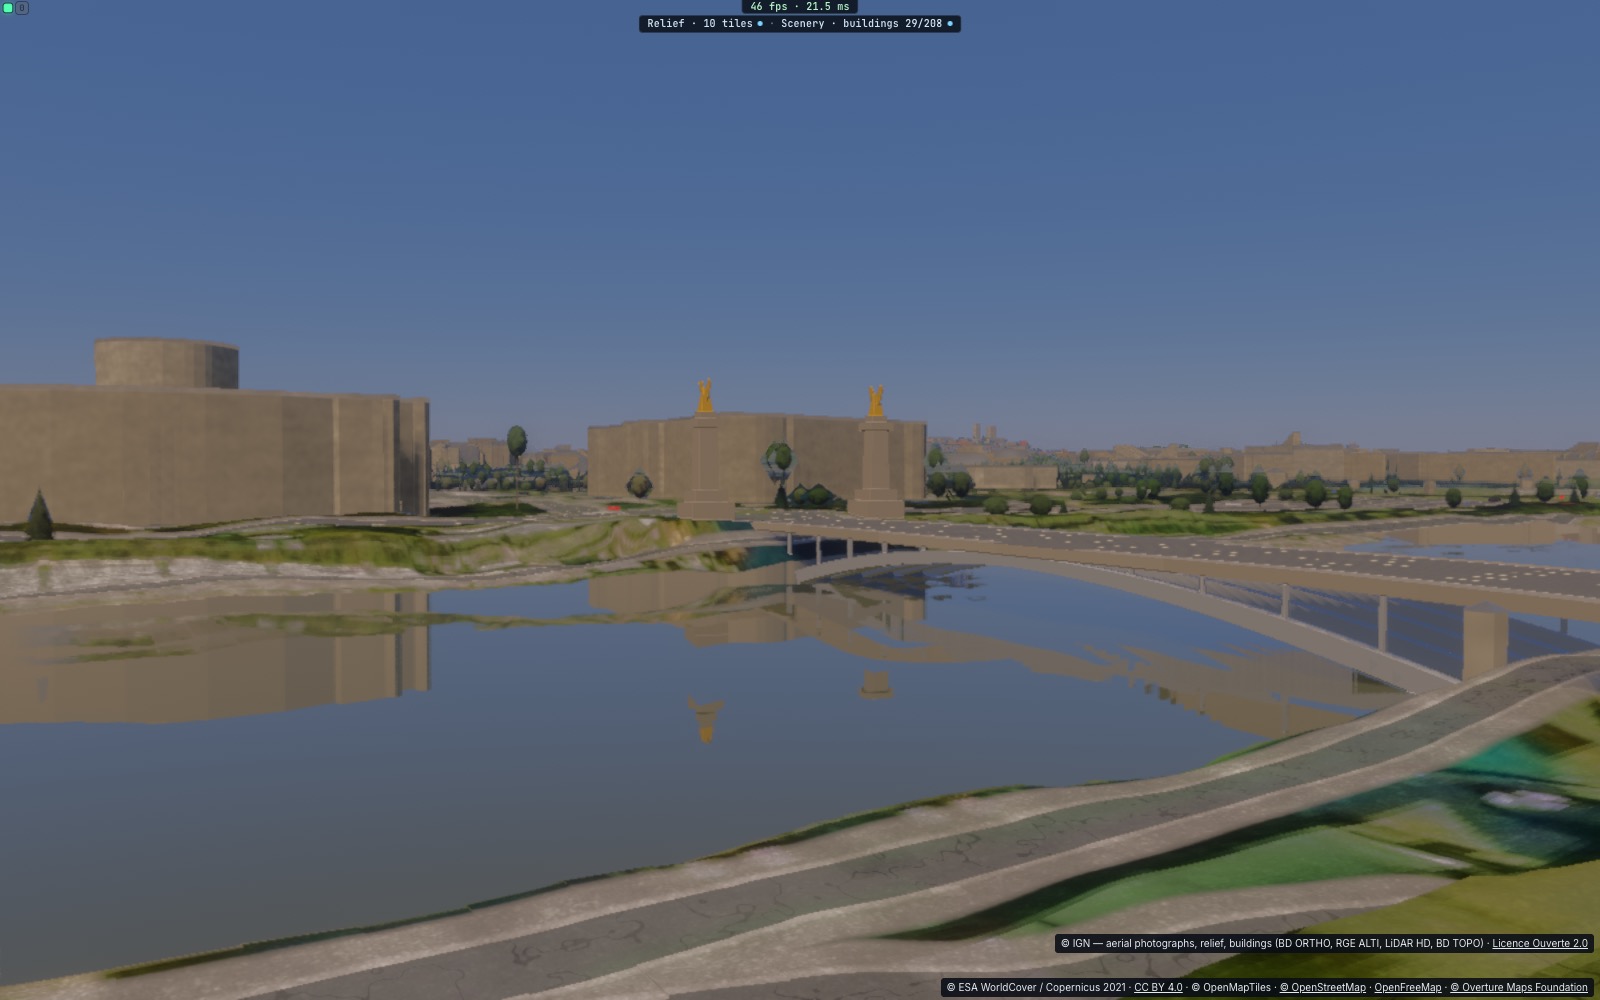 0
46 fps · 21.5 ms
Relief · 10 tiles • · Scenery · buildings 29/208 •
© IGN — aerial photographs, relief, buildings (BD ORTHO, RGE ALTI, LiDAR HD, BD TOPO) · Licence Ouverte 2.0
© ESA WorldCover / Copernicus 2021 · CC BY 4.0 · © OpenMapTiles · © OpenStreetMap · OpenFreeMap · © Overture Maps Foundation